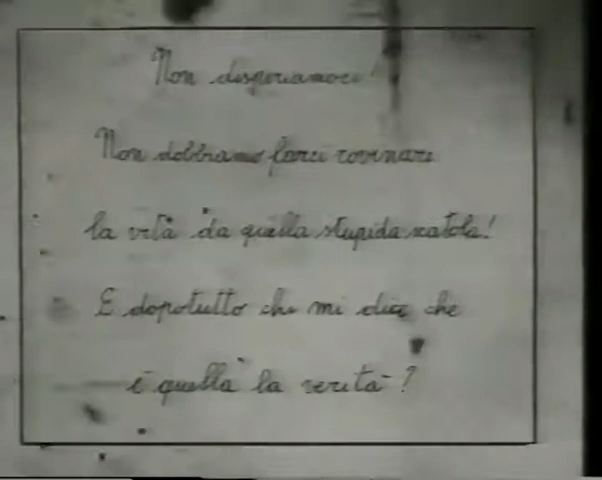 Non disperiamoci!
Non dobbiamo farci rovinare
la vita da quella stupida scatola!
E dopotutto chi mi dice che
è quella la verità?